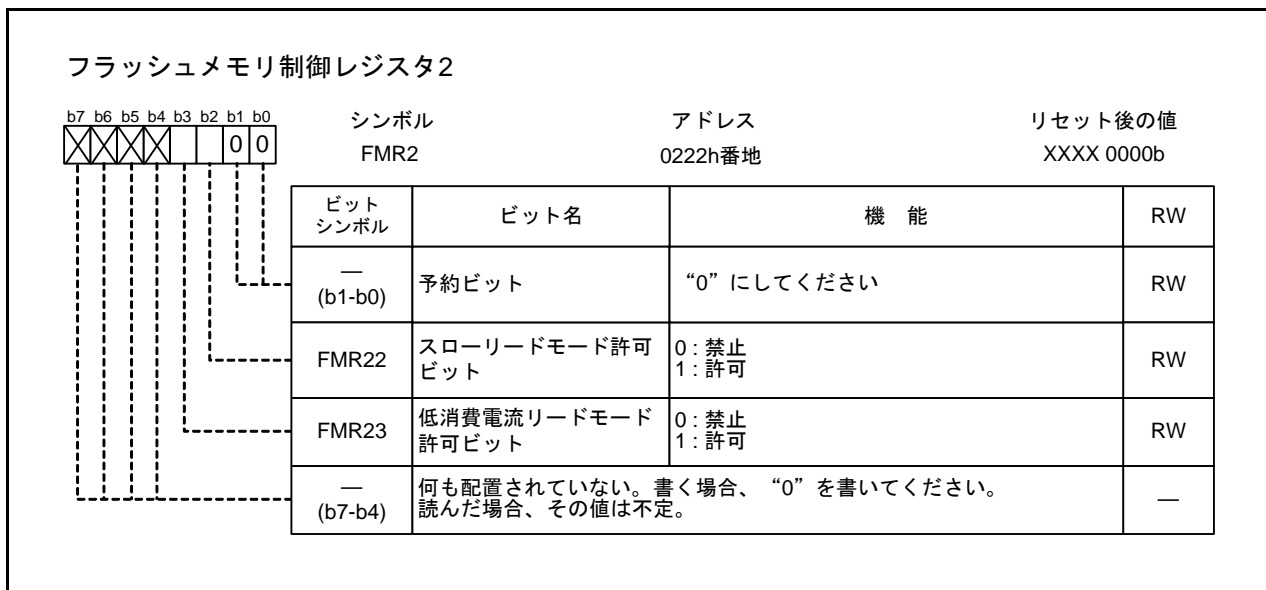 フラッシュメモリ制御レジスタ2
b7 b6 b5 b4 b3 b2 b1 b0
0 0
シンボル
FMR2
アドレス
0222h番地
リセット後の値
XXXX 0000b
ビット
シンボル
ビット名
機 能
RW
—
(b1-b0)
予約ビット
“0”にしてください
RW
FMR22
スローリードモード許可
ビット
0 : 禁止
1 : 許可
RW
FMR23
低消費電流リードモード
許可ビット
0 : 禁止
1 : 許可
RW
—
(b7-b4)
何も配置されていない。書く場合、“0”を書いてください。
読んだ場合、その値は不定。
—